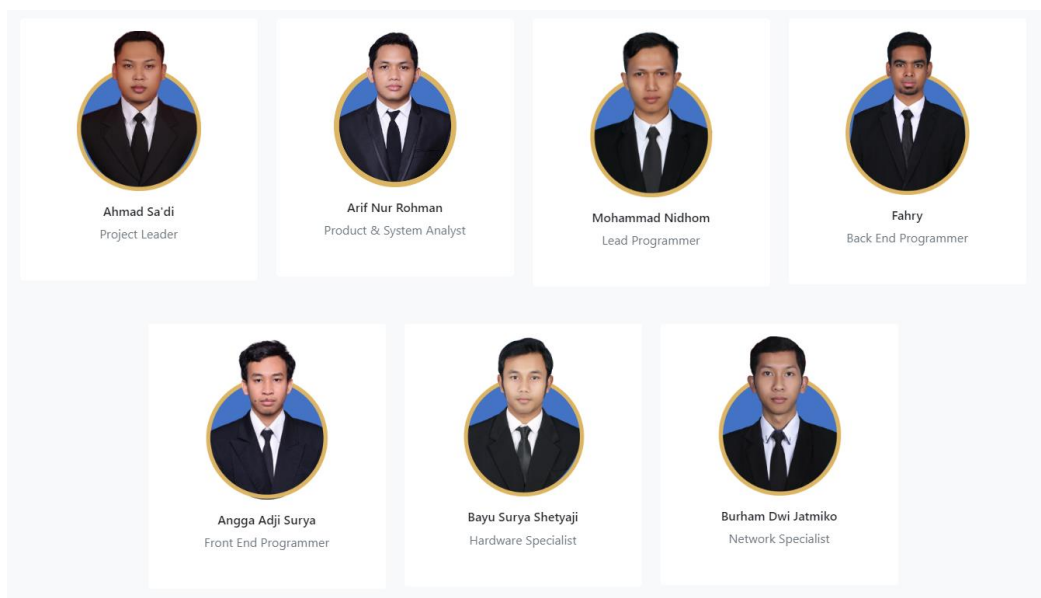 Ahmad Sa'di
Project Leader
Arif Nur Rohman
Product & System Analyst
Mohammad Nidhom
Lead Programmer
Fahry
Back End Programmer
Angga Adji Surya
Front End Programmer
Bayu Surya Shetyaji
Hardware Specialist
Burham Dwi Jatmiko
Network Specialist